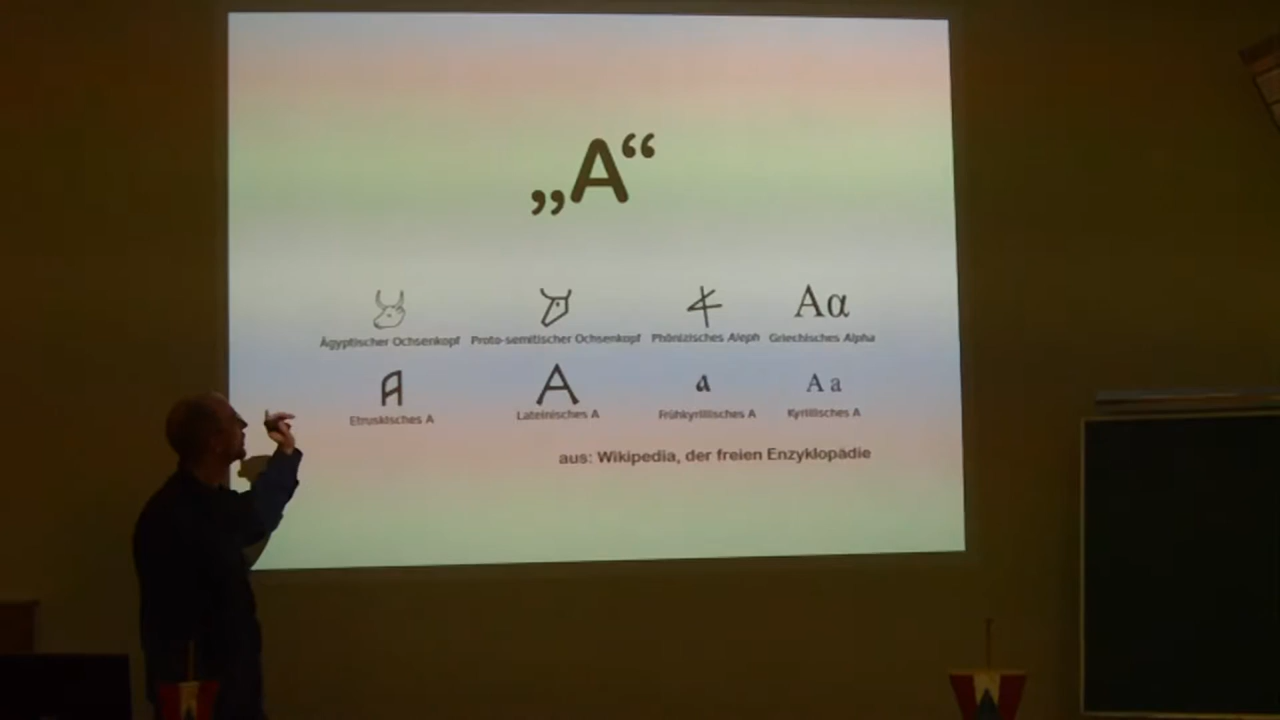 „A“
Aα
Ägyptischer Ochsenkopf Proto-semitischer Ochsenkopf Phönizisches Aleph Griechisches Alpha
A A a A a
Etruskisches A Lateinisches A Frühkyrillisches A Kyrillisches A
aus: Wikipedia, der freien Enzyklopädie